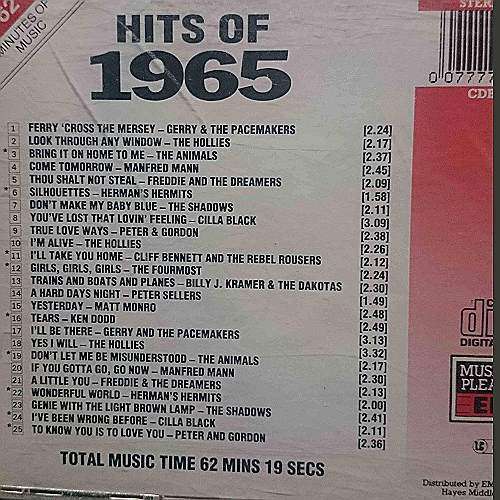 62
MINUTES OF
MUSIC
HITS OF
1965
STER
0 07777
CDB
1 FERRY 'CROSS THE MERSEY – GERRY & THE PACEMAKERS [2.24]
2 LOOK THROUGH ANY WINDOW – THE HOLLIES [2.17]
* 3 BRING IT ON HOME TO ME – THE ANIMALS [2.37]
4 COME TOMORROW – MANFRED MANN [2.45]
5 THOU SHALT NOT STEAL – FREDDIE AND THE DREAMERS [2.09]
* 6 SILHOUETTES – HERMAN'S HERMITS [1.58]
7 DON'T MAKE MY BABY BLUE – THE SHADOWS [2.11]
8 YOU'VE LOST THAT LOVIN' FEELING – CILLA BLACK [3.09]
9 TRUE LOVE WAYS – PETER & GORDON [2.38]
10 I'M ALIVE – THE HOLLIES [2.26]
* 11 I'LL TAKE YOU HOME – CLIFF BENNETT AND THE REBEL ROUSERS [2.12]
* 12 GIRLS, GIRLS, GIRLS – THE FOURMOST [2.24]
13 TRAINS AND BOATS AND PLANES – BILLY J. KRAMER & THE DAKOTAS [2.30]
14 A HARD DAYS NIGHT – PETER SELLERS [1.49]
15 YESTERDAY – MATT MONRO [2.48]
* 16 TEARS – KEN DODD [2.49]
17 I'LL BE THERE – GERRY AND THE PACEMAKERS [3.13]
18 YES I WILL – THE HOLLIES [3.32]
* 19 DON'T LET ME BE MISUNDERSTOOD – THE ANIMALS [2.17]
20 IF YOU GOTTA GO, GO NOW – MANFRED MANN [2.30]
21 A LITTLE YOU – FREDDIE & THE DREAMERS [2.13]
* 22 WONDERFUL WORLD – HERMAN'S HERMITS [2.00]
23 GENIE WITH THE LIGHT BROWN LAMP – THE SHADOWS [2.41]
* 24 I'VE BEEN WRONG BEFORE – CILLA BLACK [2.11]
* 25 TO KNOW YOU IS TO LOVE YOU – PETER AND GORDON [2.36]
TOTAL MUSIC TIME 62 MINS 19 SECS
DIGITAL
MUS
PLEA
Distributed by EM
Hayes Middle